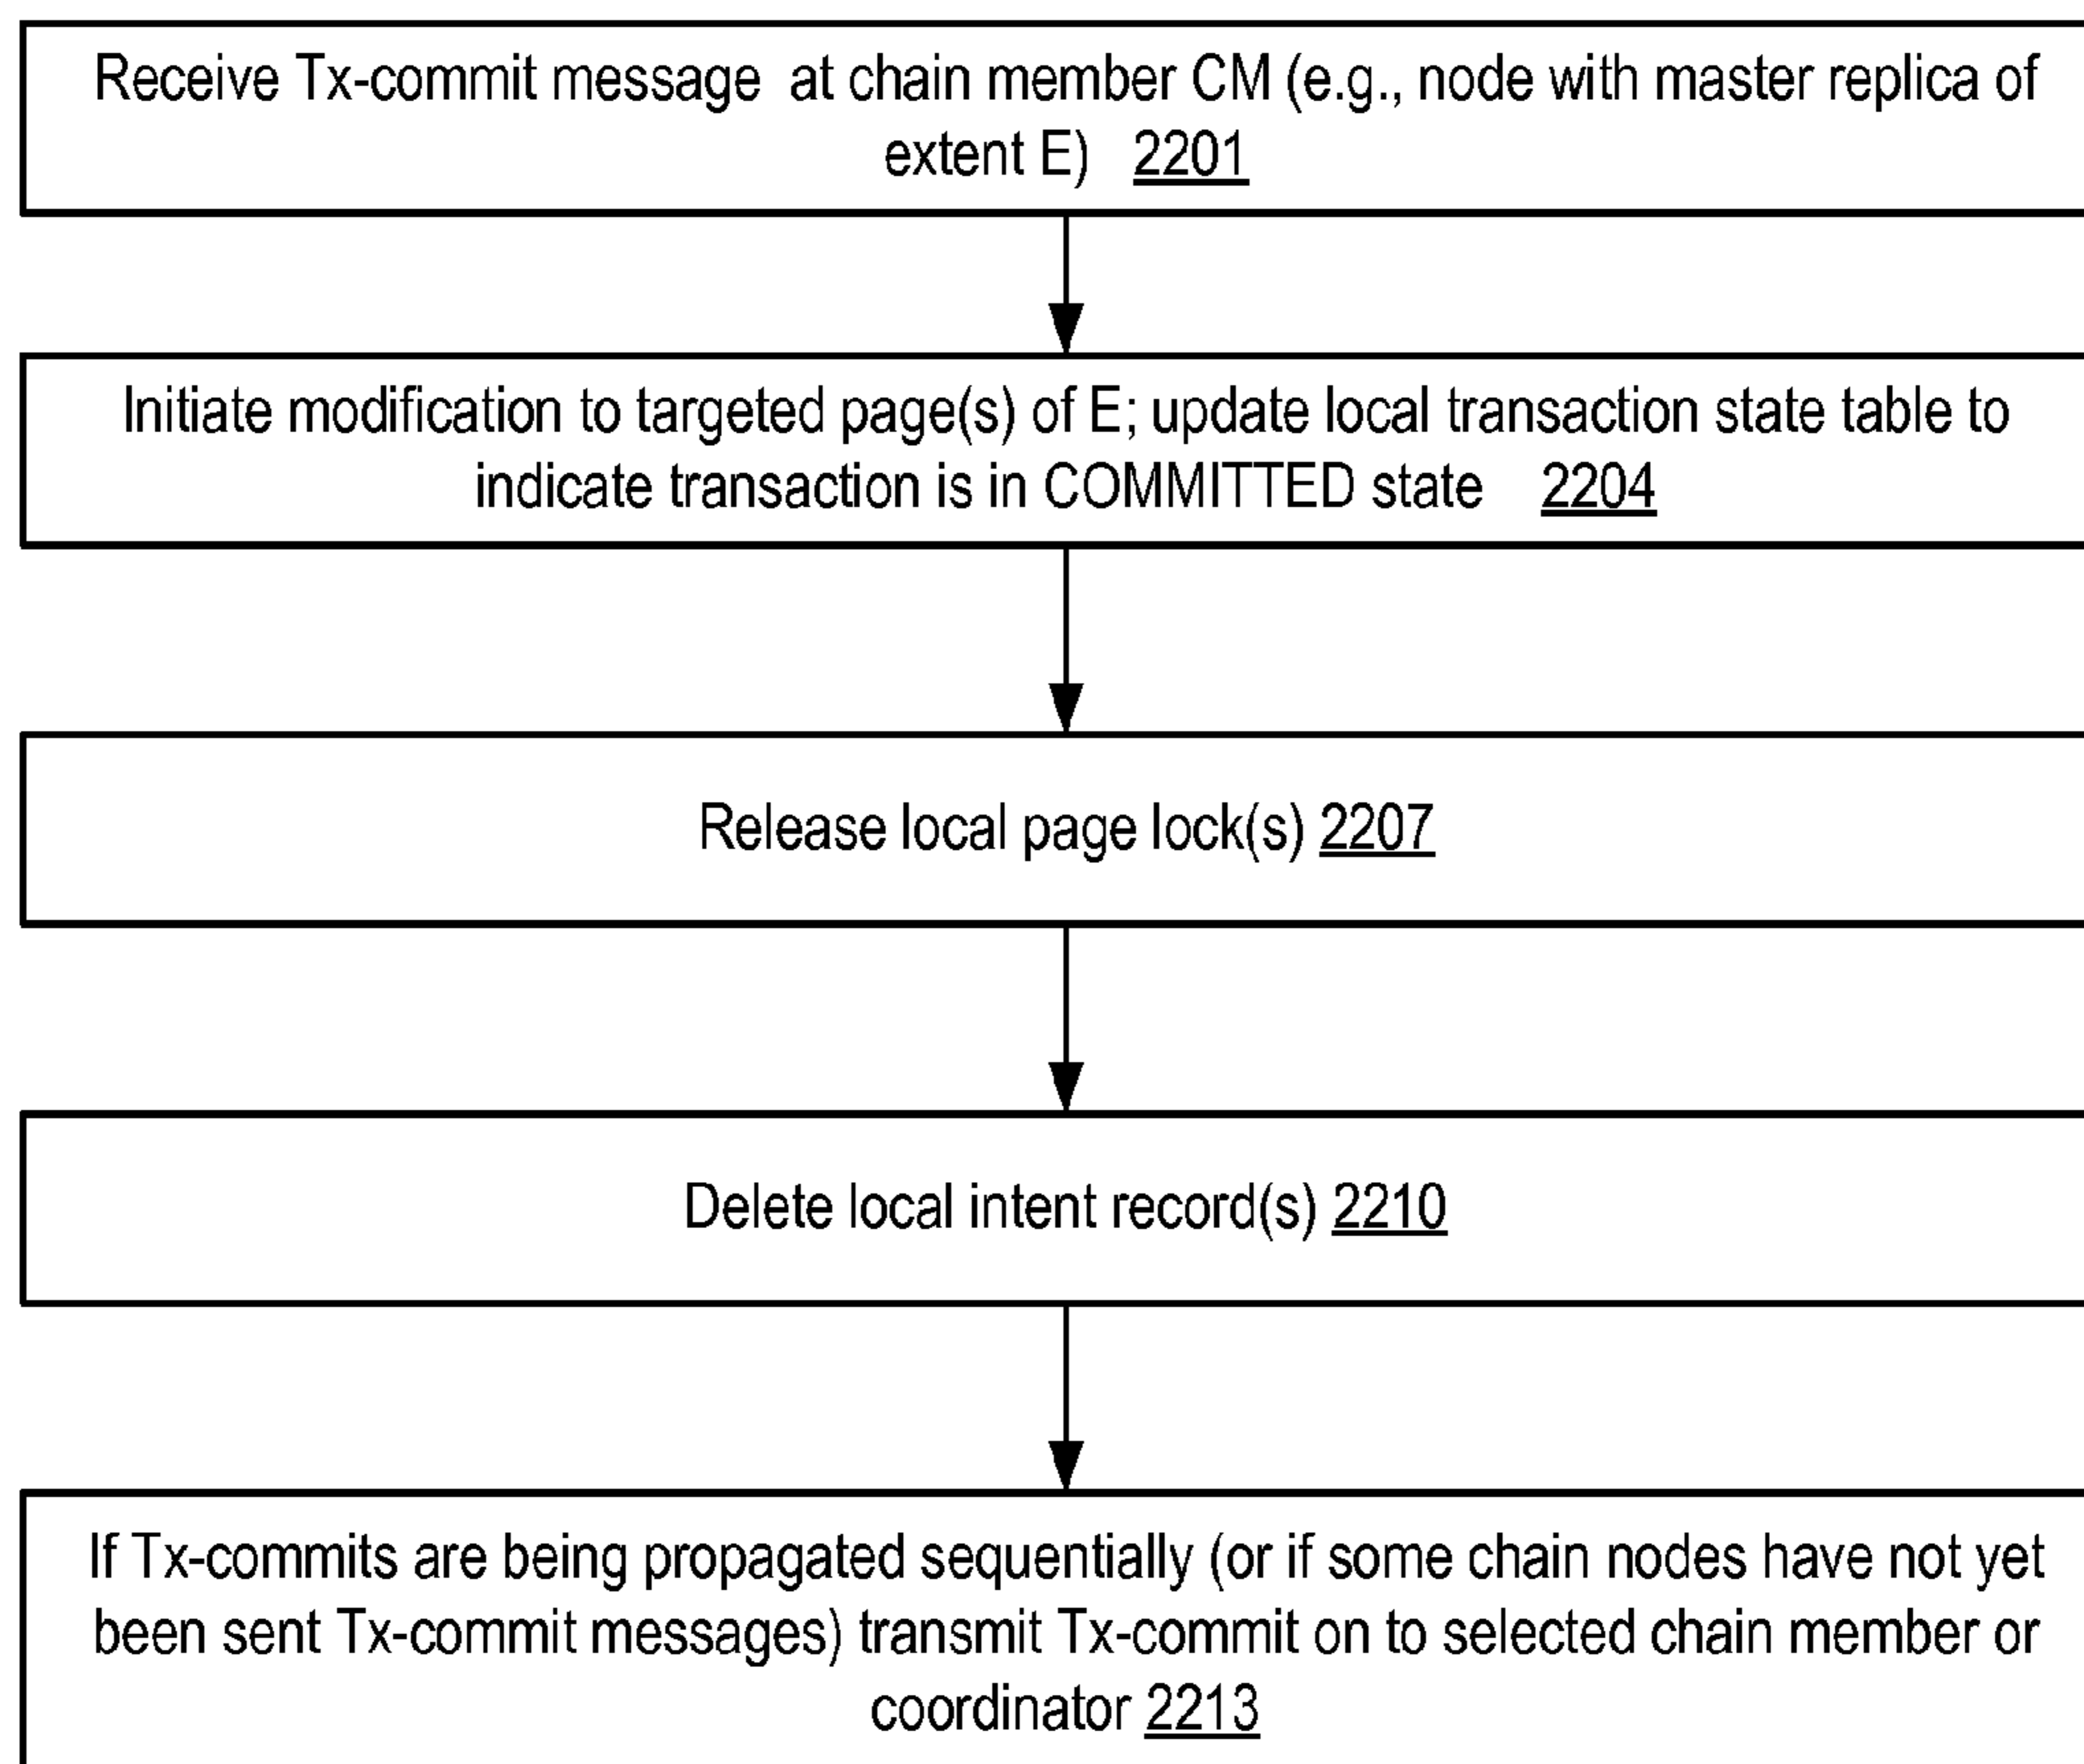 Receive Tx-commit message at chain member CM (e.g., node with master replica of
extent E) 2201
Initiate modification to targeted page(s) of E; update local transaction state table to
indicate transaction is in COMMITTED state 2204
Release local page lock(s) 2207
Delete local intent record(s) 2210
If Tx-commits are being propagated sequentially (or if some chain nodes have not yet
been sent Tx-commit messages) transmit Tx-commit on to selected chain member or
coordinator 2213